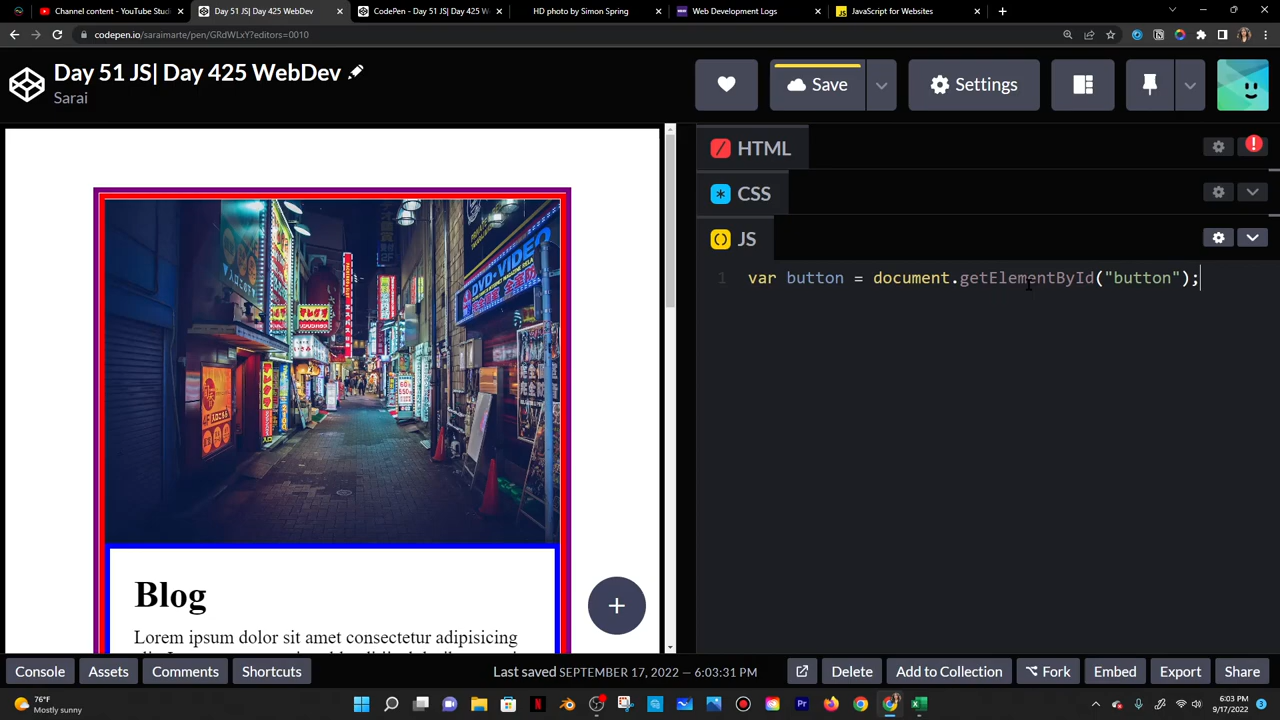 Channel content - YouTube Studi
Day 51 JS| Day 425 WebDev
CodePen - Day 51 JS| Day 425 W
HD photo by Simon Spring
Web Development Logs
JS JavaScript for Websites
codepen.io/saraimarte/pen/GRdWLxY?editors=0010
Day 51 JS| Day 425 WebDev
Sarai
Save
Settings
HTML
CSS
JS
1 var button = document.getElementById("button");
DVD·VIDEO
Blog
Lorem ipsum dolor sit amet consectetur adipisicing
Console
Assets
Comments
Shortcuts
Last saved SEPTEMBER 17, 2022 — 6:03:31 PM
Delete
Add to Collection
Fork
Embed
Export
Share
76°F
Mostly sunny
6:03 PM
9/17/2022